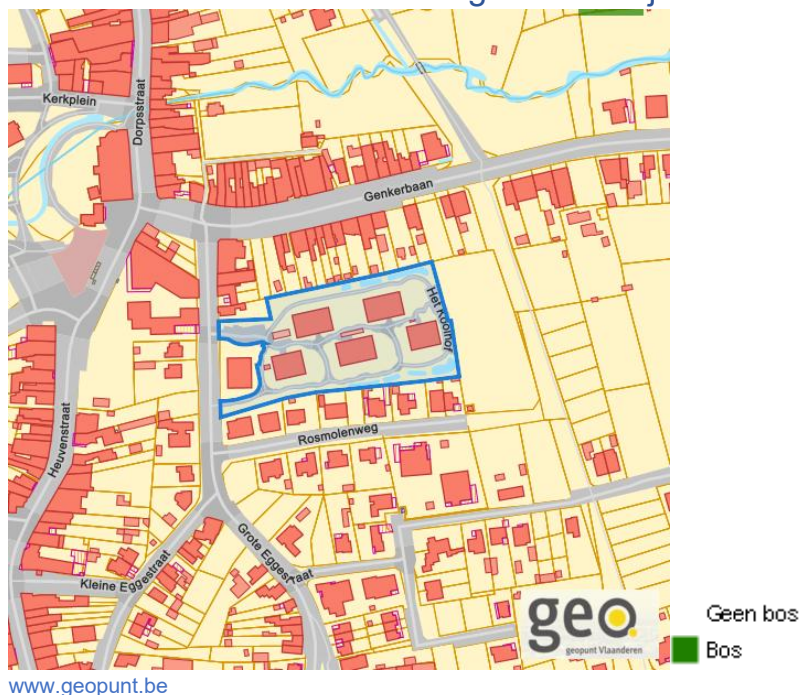 Kerkplein
Dorpsstraat
Genkerbaan
Het Koolhof
Rosmolenweg
Heuvenstraat
Grote Eggestraat
Kleine Eggestraat
geo
geopunt Vlaanderen
Geen bos
Bos
www.geopunt.be